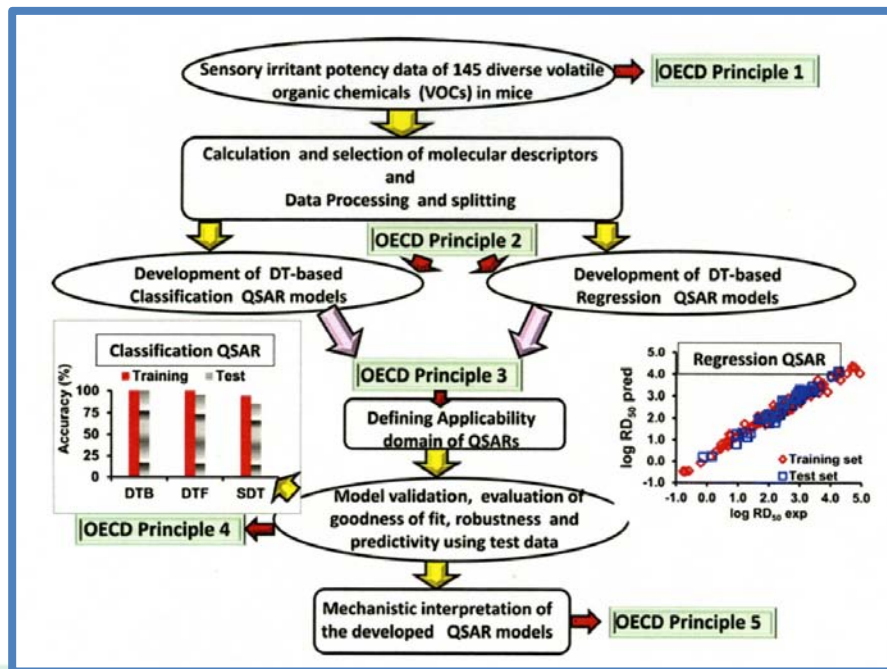 Sensory irritant potency data of 145 diverse volatile
organic chemicals (VOCs) in mice
OECD Principle 1
Calculation and selection of molecular descriptors
and
Data Processing and splitting
OECD Principle 2
Development of DT-based
Classification QSAR models
Development of DT-based
Regression QSAR models
Classification QSAR
Training Test
Accuracy (%)
100
75
50
25
0
DTB DTF SDT
OECD Principle 3
Defining Applicability
domain of QSARs
Regression QSAR
log RD50 pred
5.0
4.0
3.0
2.0
1.0
0.0
-1.0
Training set
Test set
-1.0 0.0 1.0 2.0 3.0 4.0 5.0
log RD50 exp
Model validation, evaluation of
goodness of fit, robustness and
predictivity using test data
OECD Principle 4
Mechanistic interpretation of
the developed QSAR models
OECD Principle 5